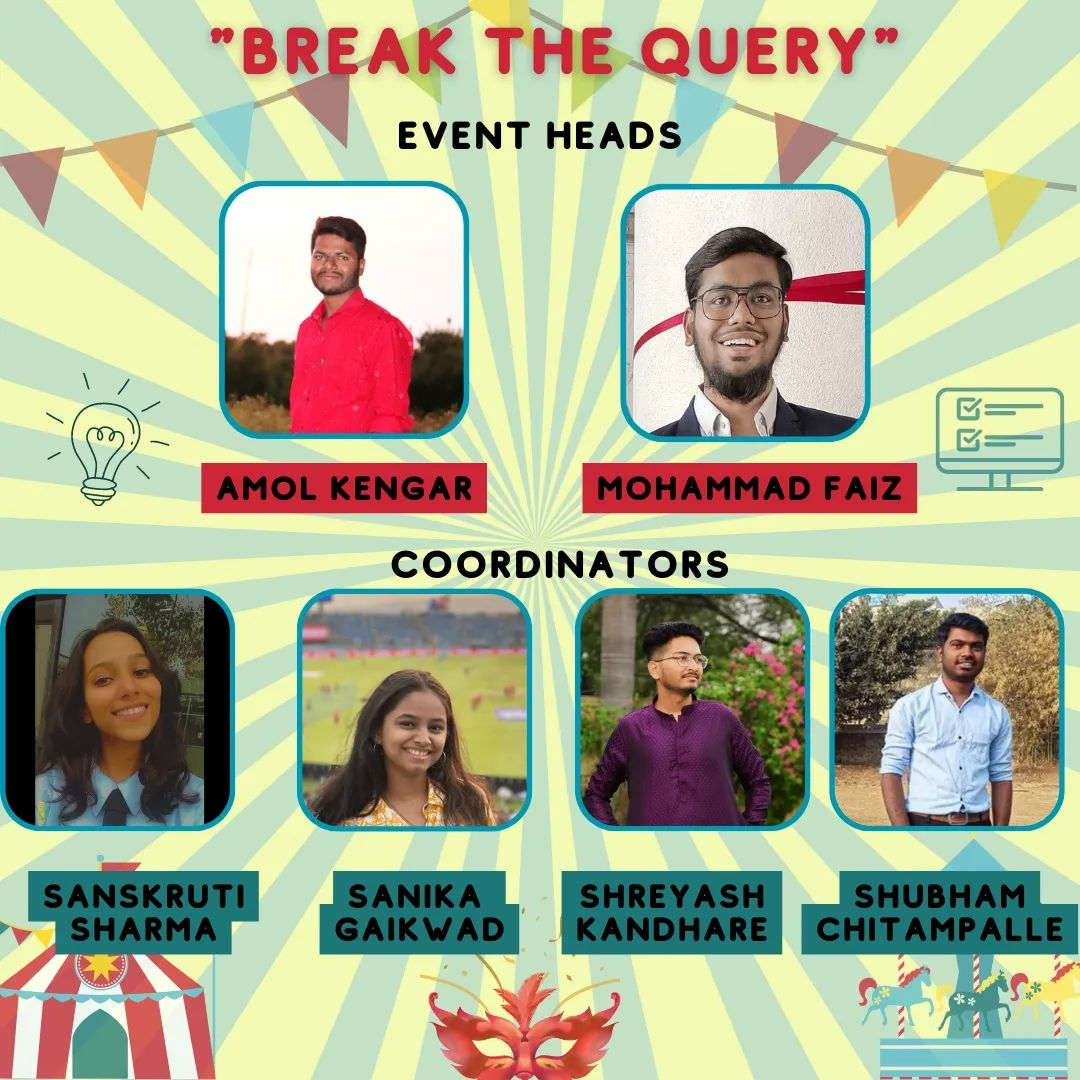 "BREAK THE QUERY"
EVENT HEADS
AMOL KENGAR
MOHAMMAD FAIZ
COORDINATORS
SANSKRUTI
SHARMA
SANIKA
GAIKWAD
SHREYASH
KANDHARE
SHUBHAM
CHITAMPALLE